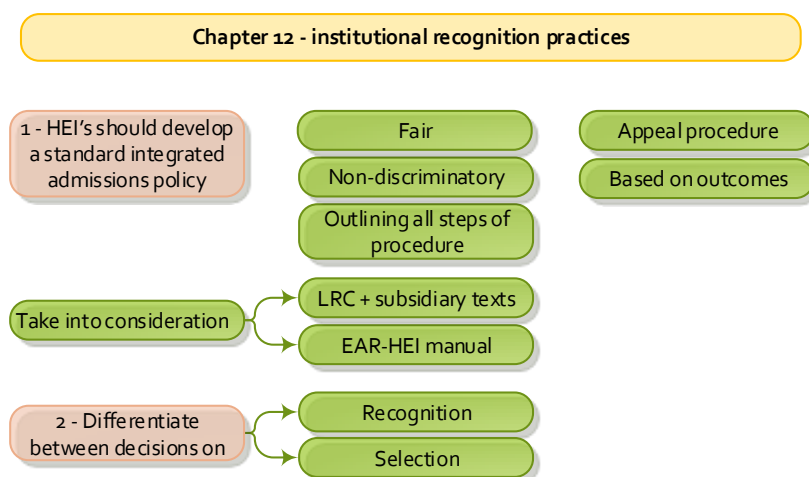 Chapter 12 - institutional recognition practices
1 - HEI's should develop
a standard integrated
admissions policy
Fair
Non-discriminatory
Outlining all steps of
procedure
Appeal procedure
Based on outcomes
Take into consideration
LRC + subsidiary texts
EAR-HEI manual
2 - Differentiate
between decisions on
Recognition
Selection